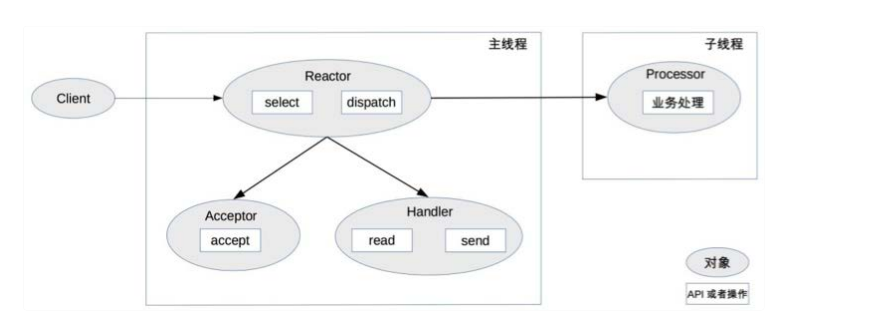 主线程
子线程
Client
Reactor
select
dispatch
Processor
业务处理
Acceptor
accept
Handler
read
send
对象
API 或者操作